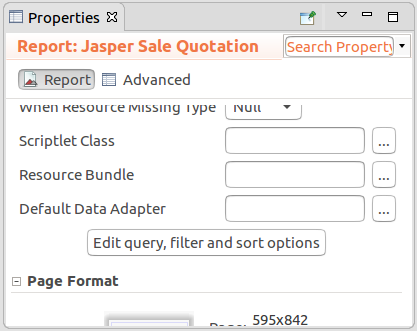 Properties
Report: Jasper Sale Quotation
Search Property
Report
Advanced
When Resource Missing Type
Null
Scriptlet Class
...
Resource Bundle
...
Default Data Adapter
...
Edit query, filter and sort options
Page Format
Page: 595x842